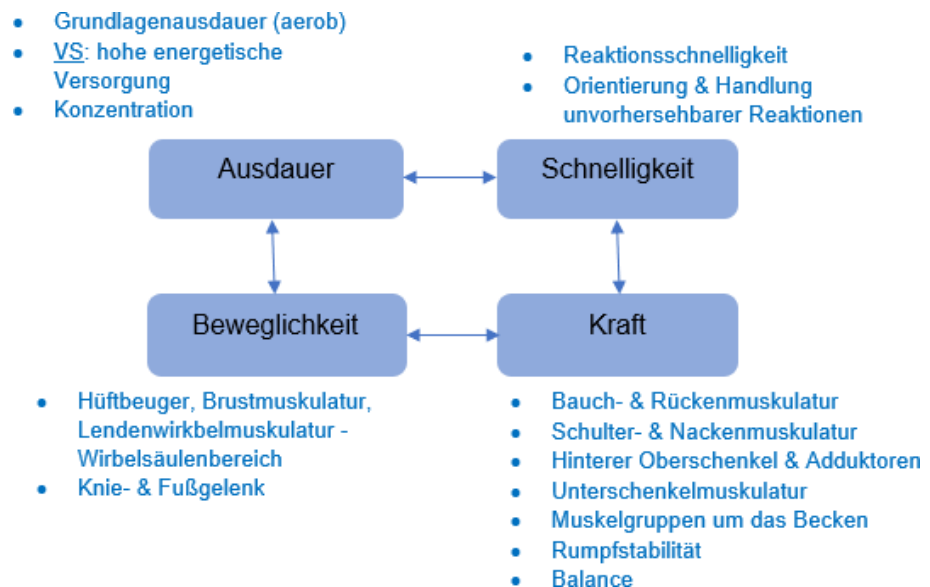 • Grundlagenausdauer (aerob)
• VS: hohe energetische
Versorgung
• Konzentration
• Reaktionsschnelligkeit
• Orientierung & Handlung
unvorhersehbarer Reaktionen
Ausdauer
Schnelligkeit
Beweglichkeit
Kraft
• Hüftbeuger, Brustmuskulatur,
Lendenwirkbelmuskulatur -
Wirbelsäulenbereich
• Knie- & Fußgelenk
• Bauch- & Rückenmuskulatur
• Schulter- & Nackenmuskulatur
• Hinterer Oberschenkel & Adduktoren
• Unterschenkelmuskulatur
• Muskelgruppen um das Becken
• Rumpfstabilität
• Balance